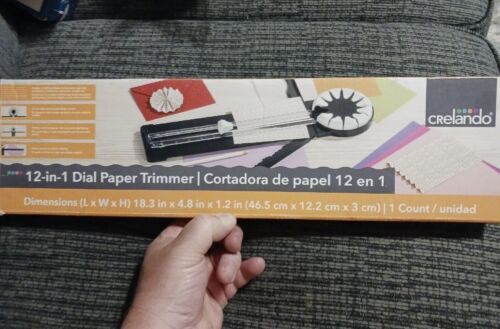 crelando
12-in-1 Dial Paper Trimmer | Cortadora de papel 12 en 1
Dimensions (L x W x H) 18.3 in x 4.8 in x 1.2 in (46.5 cm x 12.2 cm x 3 cm) | 1 Count / unidad